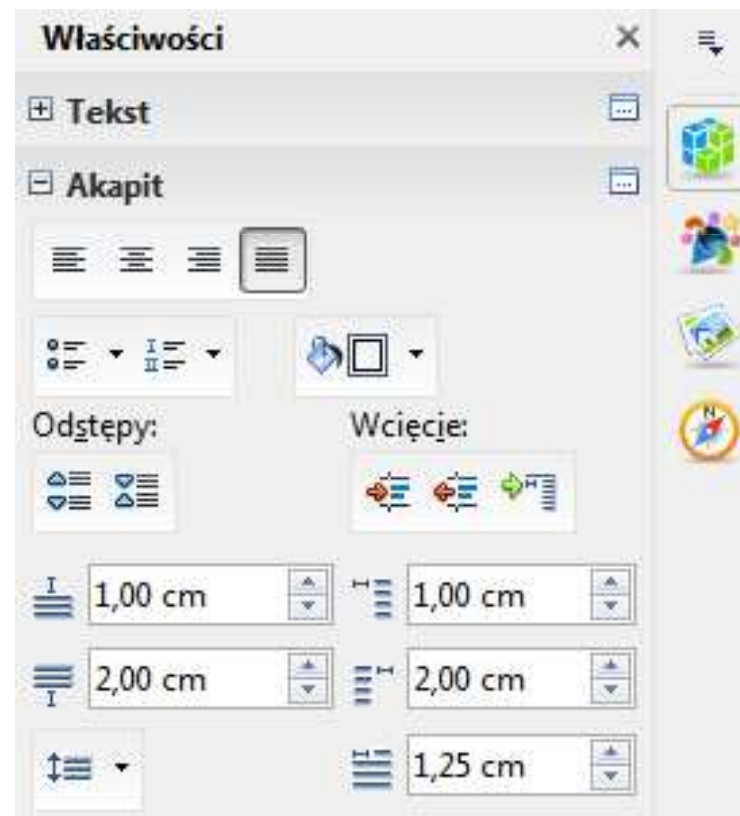 Właściwości
Tekst
Akapit
Odstępy: Wcięcie:
1,00 cm 1,00 cm
2,00 cm 2,00 cm
1,25 cm